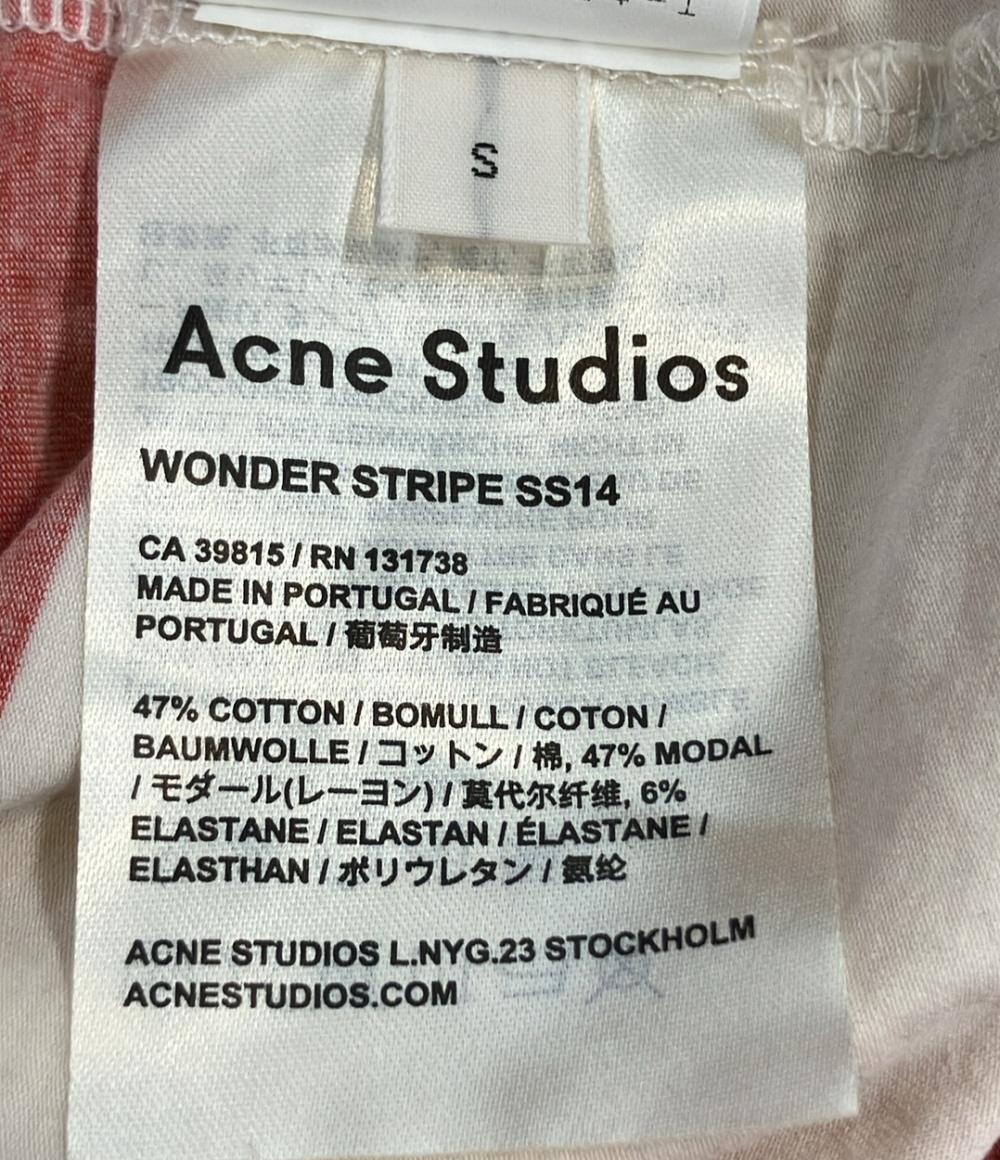 S
Acne Studios
WONDER STRIPE SS14
CA 39815 / RN 131738
MADE IN PORTUGAL / FABRIQUÉ AU
PORTUGAL / 葡萄牙制造
47% COTTON / BOMULL / COTON /
BAUMWOLLE / コットン / 棉, 47% MODAL
/ モダール(レーヨン) / 莫代尔纤维, 6%
ELASTANE / ELASTAN / ÉLASTANE /
ELASTHAN / ポリウレタン / 氨纶
ACNE STUDIOS L.NYG.23 STOCKHOLM
ACNESTUDIOS.COM